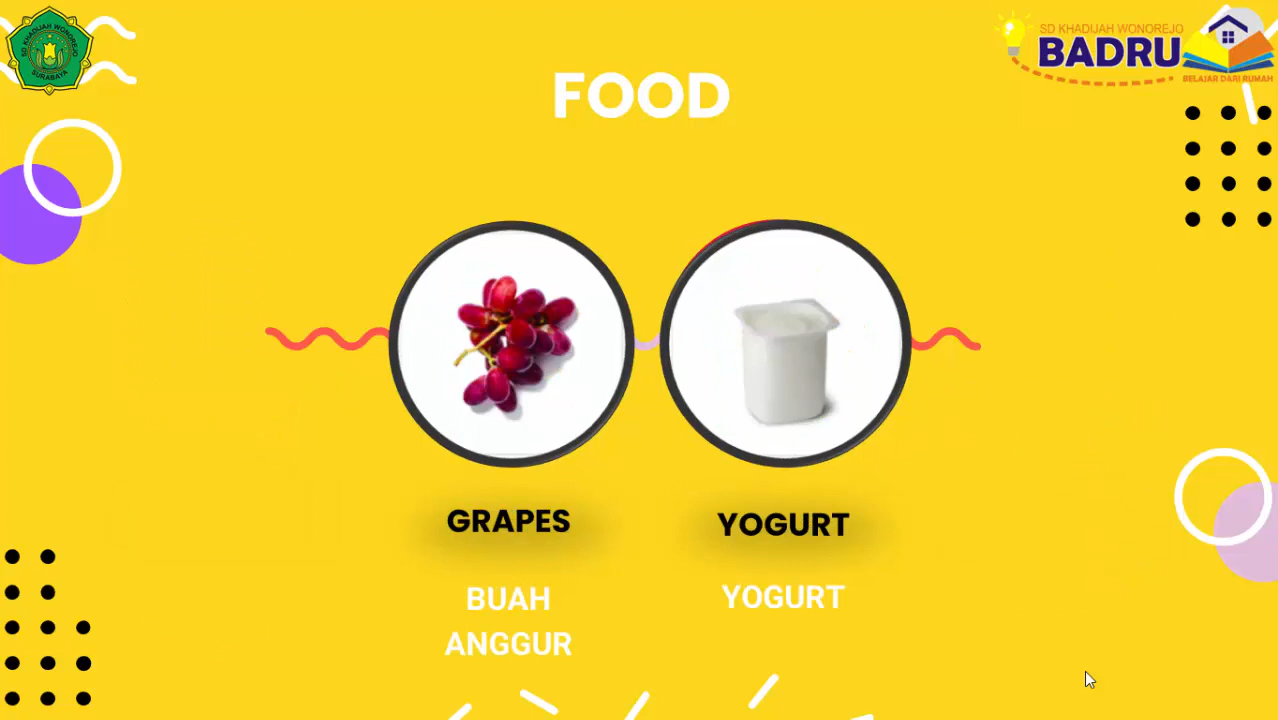 SD KHADIJAH WONOREJO
SURABAYA
SD KHADIJAH WONOREJO
BADRU
BELAJAR DARI RUMAH
FOOD
GRAPES
YOGURT
BUAH
ANGGUR
YOGURT